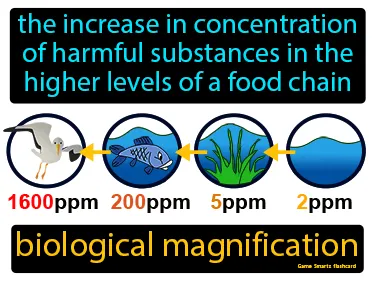 the increase in concentration
of harmful substances in the
higher levels of a food chain
1600ppm 200ppm 5ppm 2ppm
biological magnification
Game Smartz flashcard